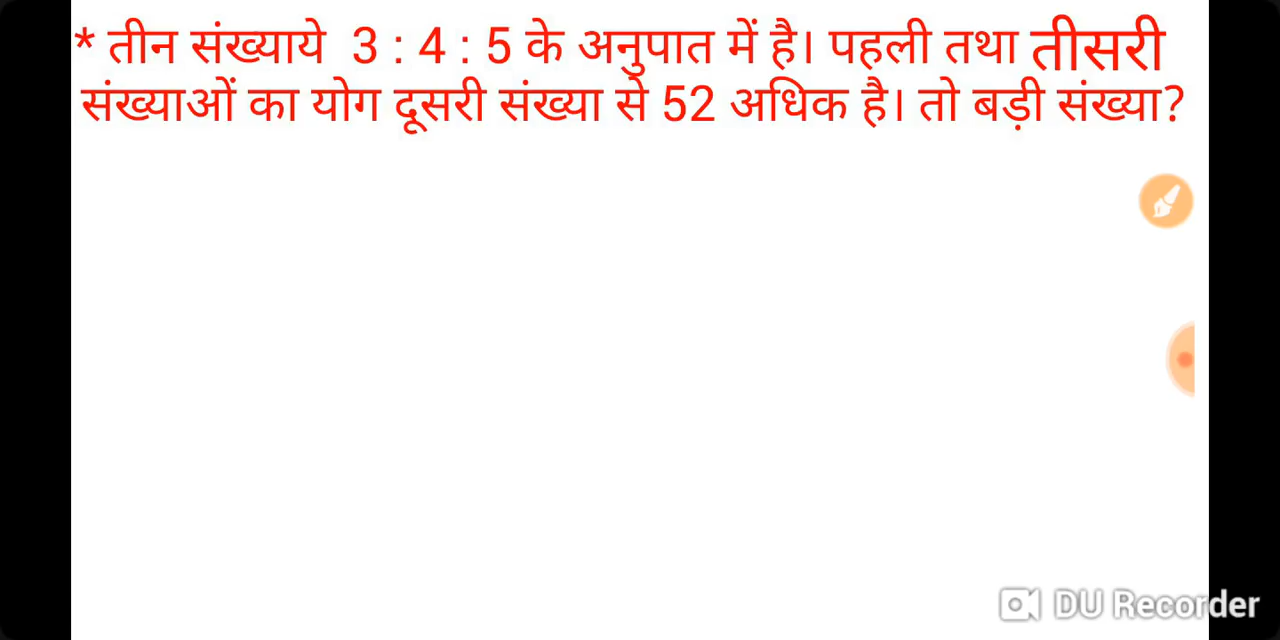 * तीन संख्याये 3 : 4 : 5 के अनुपात में है। पहली तथा तीसरी
संख्याओं का योग दूसरी संख्या से 52 अधिक है। तो बड़ी संख्या?
DU Recorder